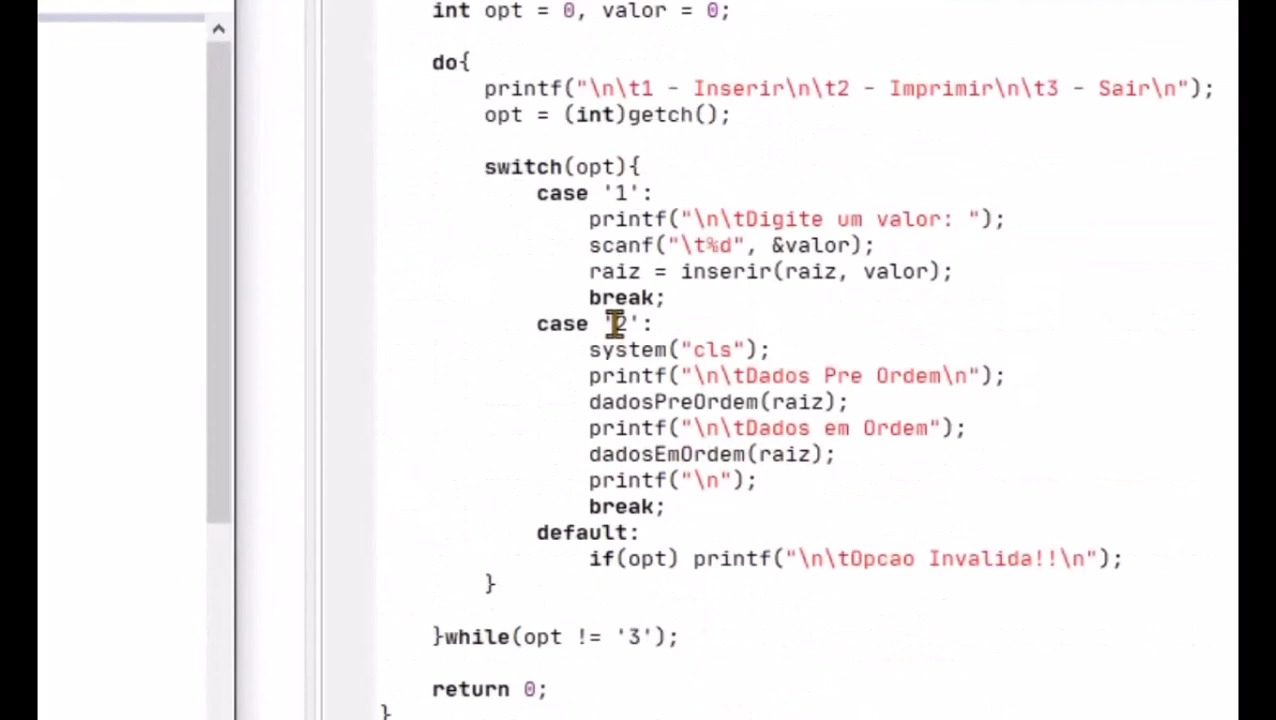 int opt = 0, valor = 0;
do{
printf("\n\t1 - Inserir\n\t2 - Imprimir\n\t3 - Sair\n");
opt = (int)getch();
switch(opt){
case '1':
printf("\n\tDigite um valor: ");
scanf("\t%d", &valor);
raiz = inserir(raiz, valor);
break;
case '2':
system("cls");
printf("\n\tDados Pre Ordem\n");
dadosPreOrdem(raiz);
printf("\n\tDados em Ordem");
dadosEmOrdem(raiz);
printf("\n");
break;
default:
if(opt) printf("\n\tOpcao Invalida!!\n");
}
}while(opt != '3');
return 0;
}